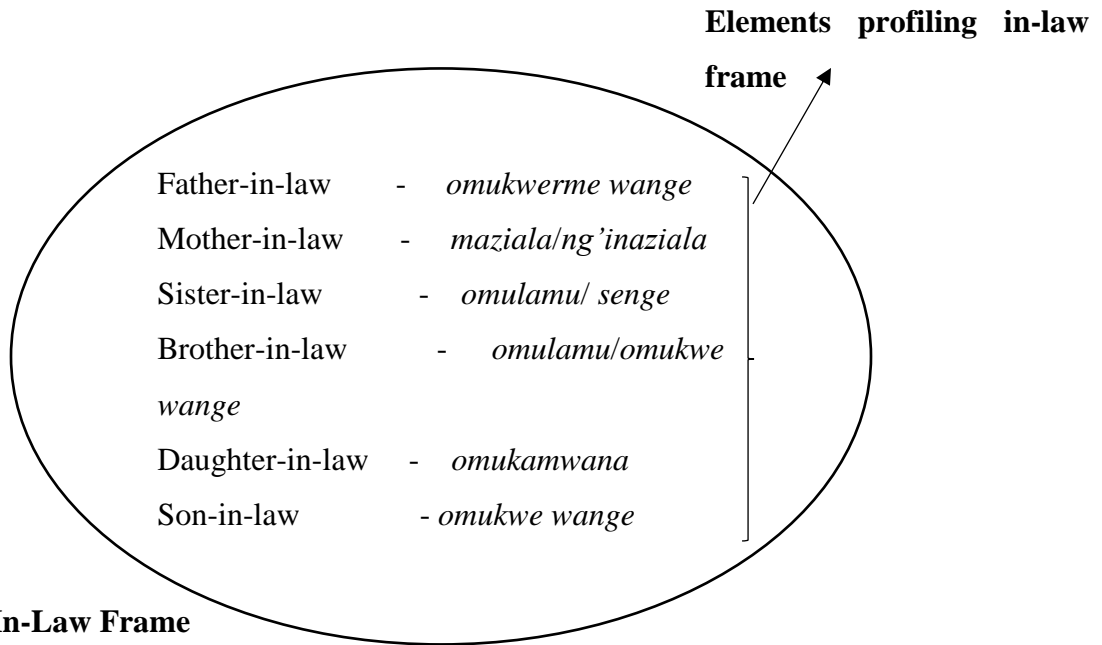 Elements profiling in-law
frame
Father-in-law - omukwerme wange
Mother-in-law - maziala/ng’inaziala
Sister-in-law - omulamu/ senge
Brother-in-law - omulamu/omukwe
wange
Daughter-in-law - omukamwana
Son-in-law - omukwe wange
In-Law Frame